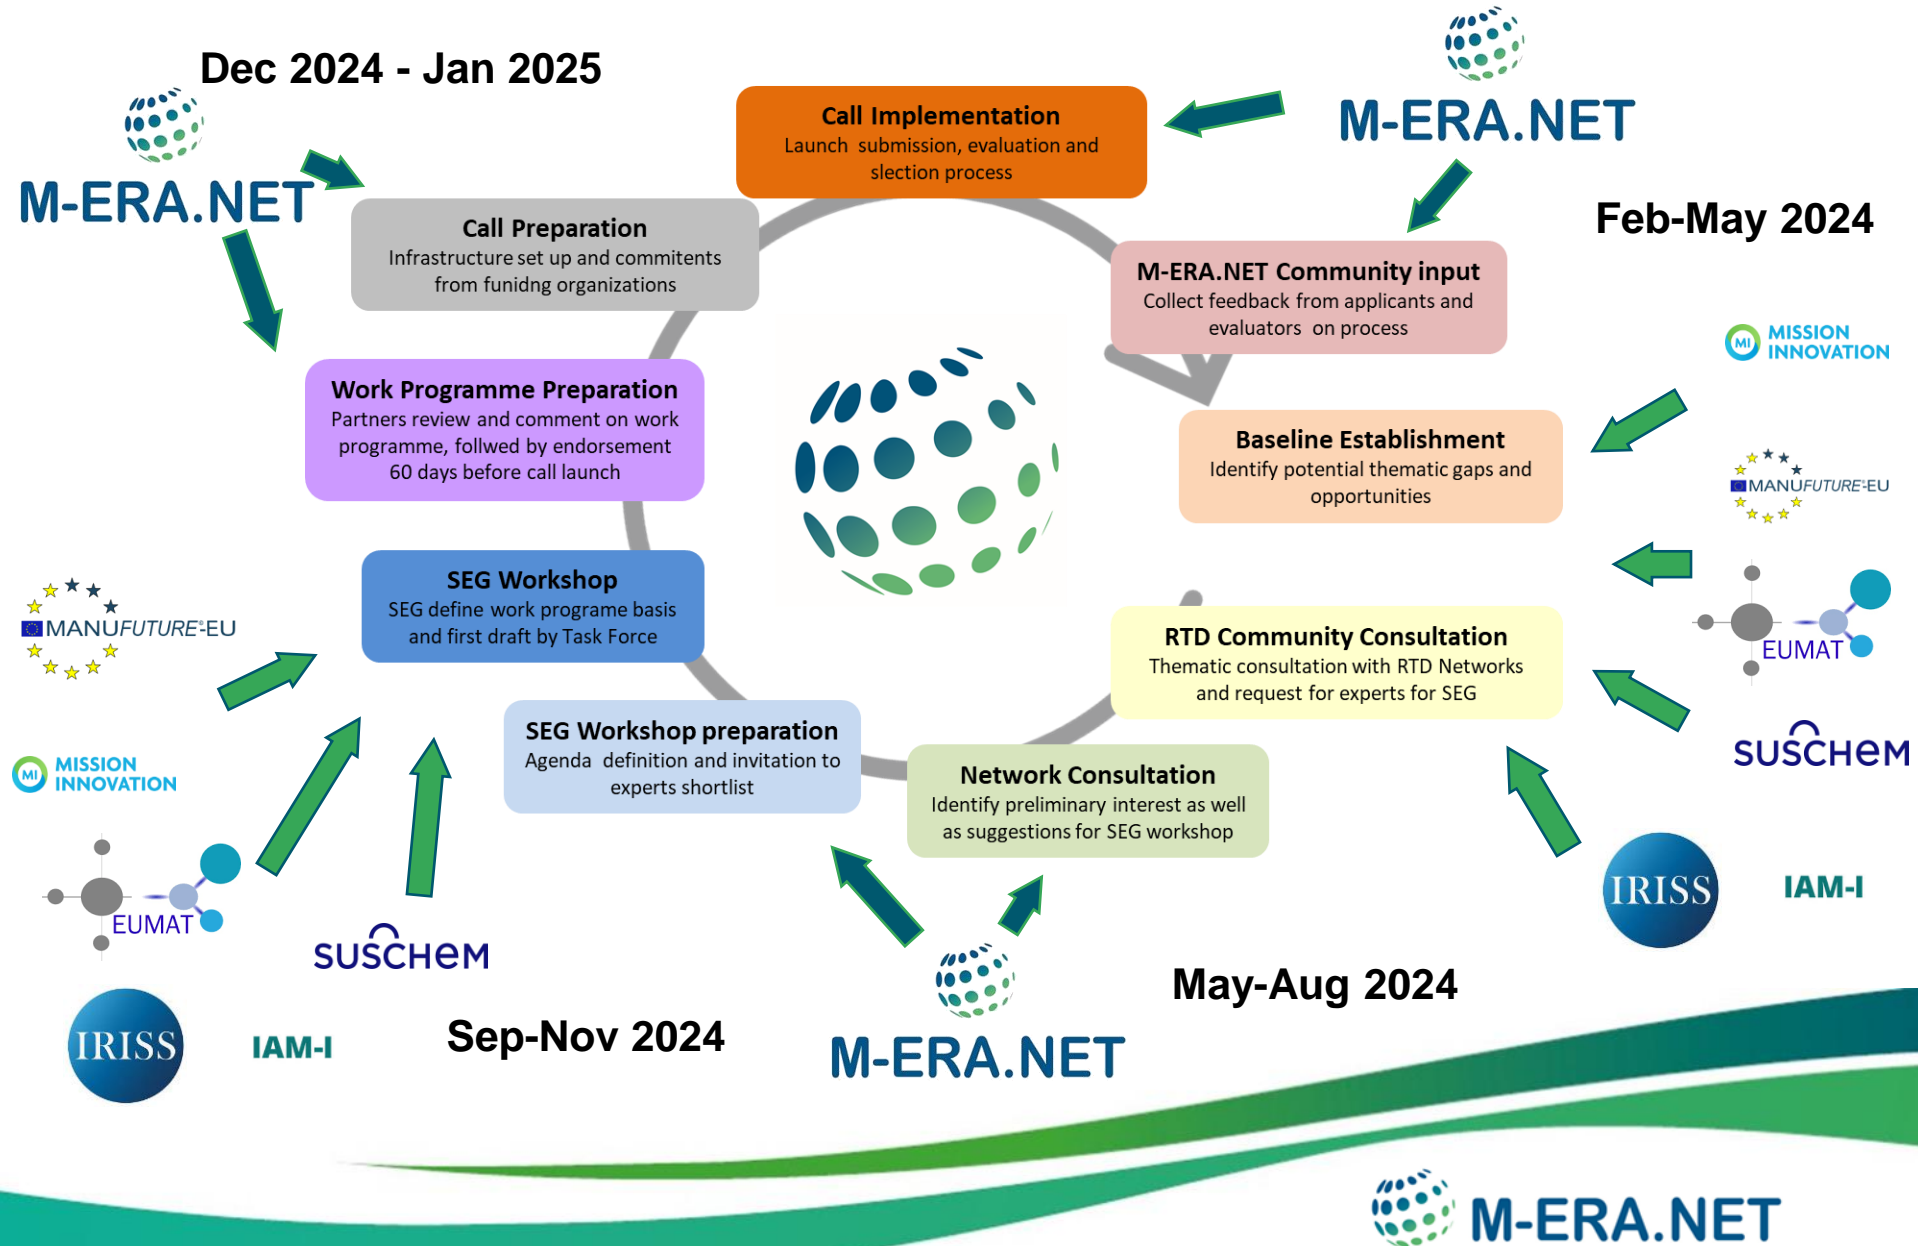 Dec 2024 - Jan 2025
M-ERA.NET
M-ERA.NET
Call Implementation
Launch submission, evaluation and
slection process
Feb-May 2024
Call Preparation
Infrastructure set up and commitents
from funidng organizations
M-ERA.NET Community input
Collect feedback from applicants and
evaluators on process
MI MISSION
INNOVATION
Work Programme Preparation
Partners review and comment on work
programme, follwed by endorsement
60 days before call launch
Baseline Establishment
Identify potential thematic gaps and
opportunities
MANUFUTURE®-EU
SEG Workshop
SEG define work programe basis
and first draft by Task Force
RTD Community Consultation
Thematic consultation with RTD Networks
and request for experts for SEG
EUMAT
MANUFUTURE®-EU
SEG Workshop preparation
Agenda definition and invitation to
experts shortlist
Network Consultation
Identify preliminary interest as well
as suggestions for SEG workshop
SUSCHEM
MI MISSION
INNOVATION
EUMAT
SUSCHEM
IRISS
IAM-I
IRISS
IAM-I
Sep-Nov 2024
M-ERA.NET
May-Aug 2024
M-ERA.NET